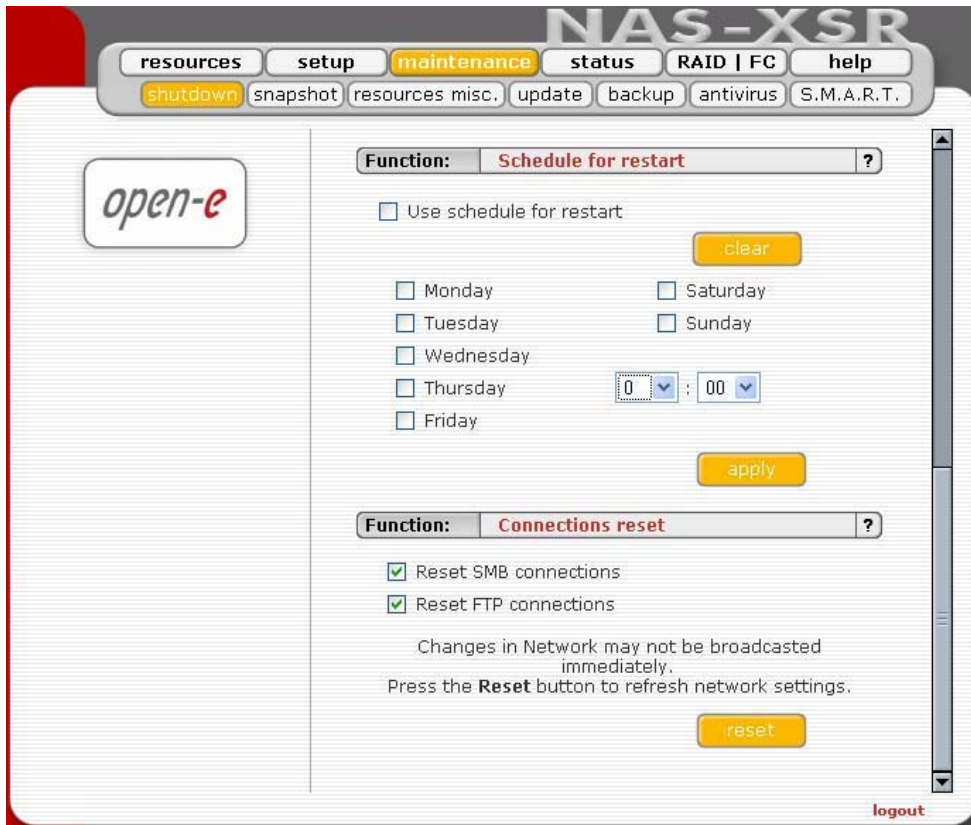 NAS-XSR
resources setup maintenance status RAID | FC help
shutdown snapshot resources misc. update backup antivirus S.M.A.R.T.
open-e
Function: Schedule for restart ?
Use schedule for restart
clear
Monday Saturday
Tuesday Sunday
Wednesday
Thursday 0 : 00
Friday
apply
Function: Connections reset ?
Reset SMB connections
Reset FTP connections
Changes in Network may not be broadcasted
immediately.
Press the Reset button to refresh network settings.
reset
logout